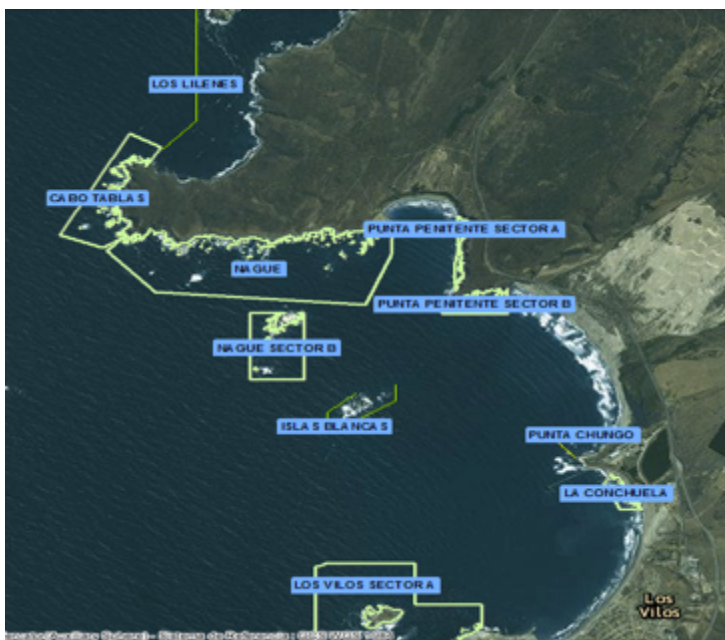 LOS LILENES
CABO TABLAS
PUNTA PENITENTE SECTOR A
NAGUE
PUNTA PENITENTE SECTOR B
NAGUE SECTOR B
ISLAS BLANCAS
PUNTA CHUNGO
LA CONCHUELA
LOS VILOS SECTOR A
Los
Vilos